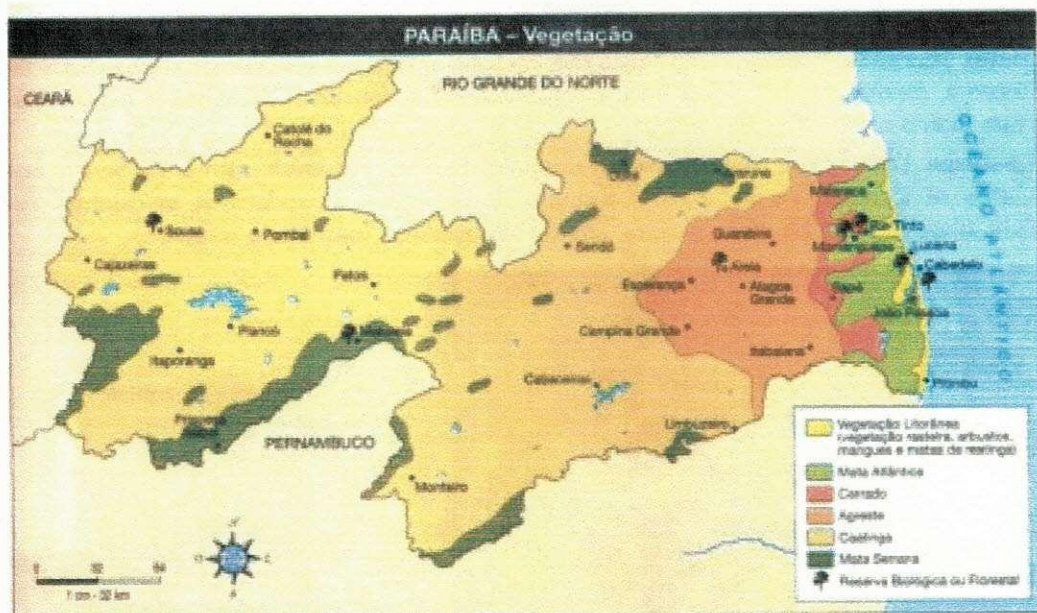 PARAÍBA – Vegetação
CEARÁ
RIO GRANDE DO NORTE
Catolé do Rocha
Sousa
Pombal
Cajazeiras
Patos
Piancó
Itaporanga
Princesa
PERNAMBUCO
Monteiro
Cabaceiras
Umbuzeiro
Campina Grande
Esperança
Areia
Alagoa Grande
Guarabira
Itabaiana
Mamanguape
Rio Tinto
Lucena
Cabedelo
João Pessoa
Pitimbu
OCEANO ATLÂNTICO
Vegetação Litorânea
(vegetação rasteira, arbustos,
mangues e matas de restinga)
Mata Atlântica
Cerrado
Agreste
Caatinga
Mata Serrana
Reserva Biológica ou Florestal
0
1 cm - 32 km